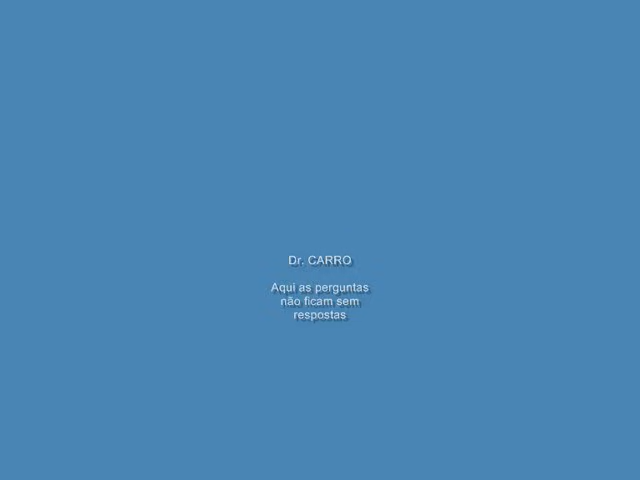 Dr. CARRO
Aqui as perguntas
não ficam sem
respostas